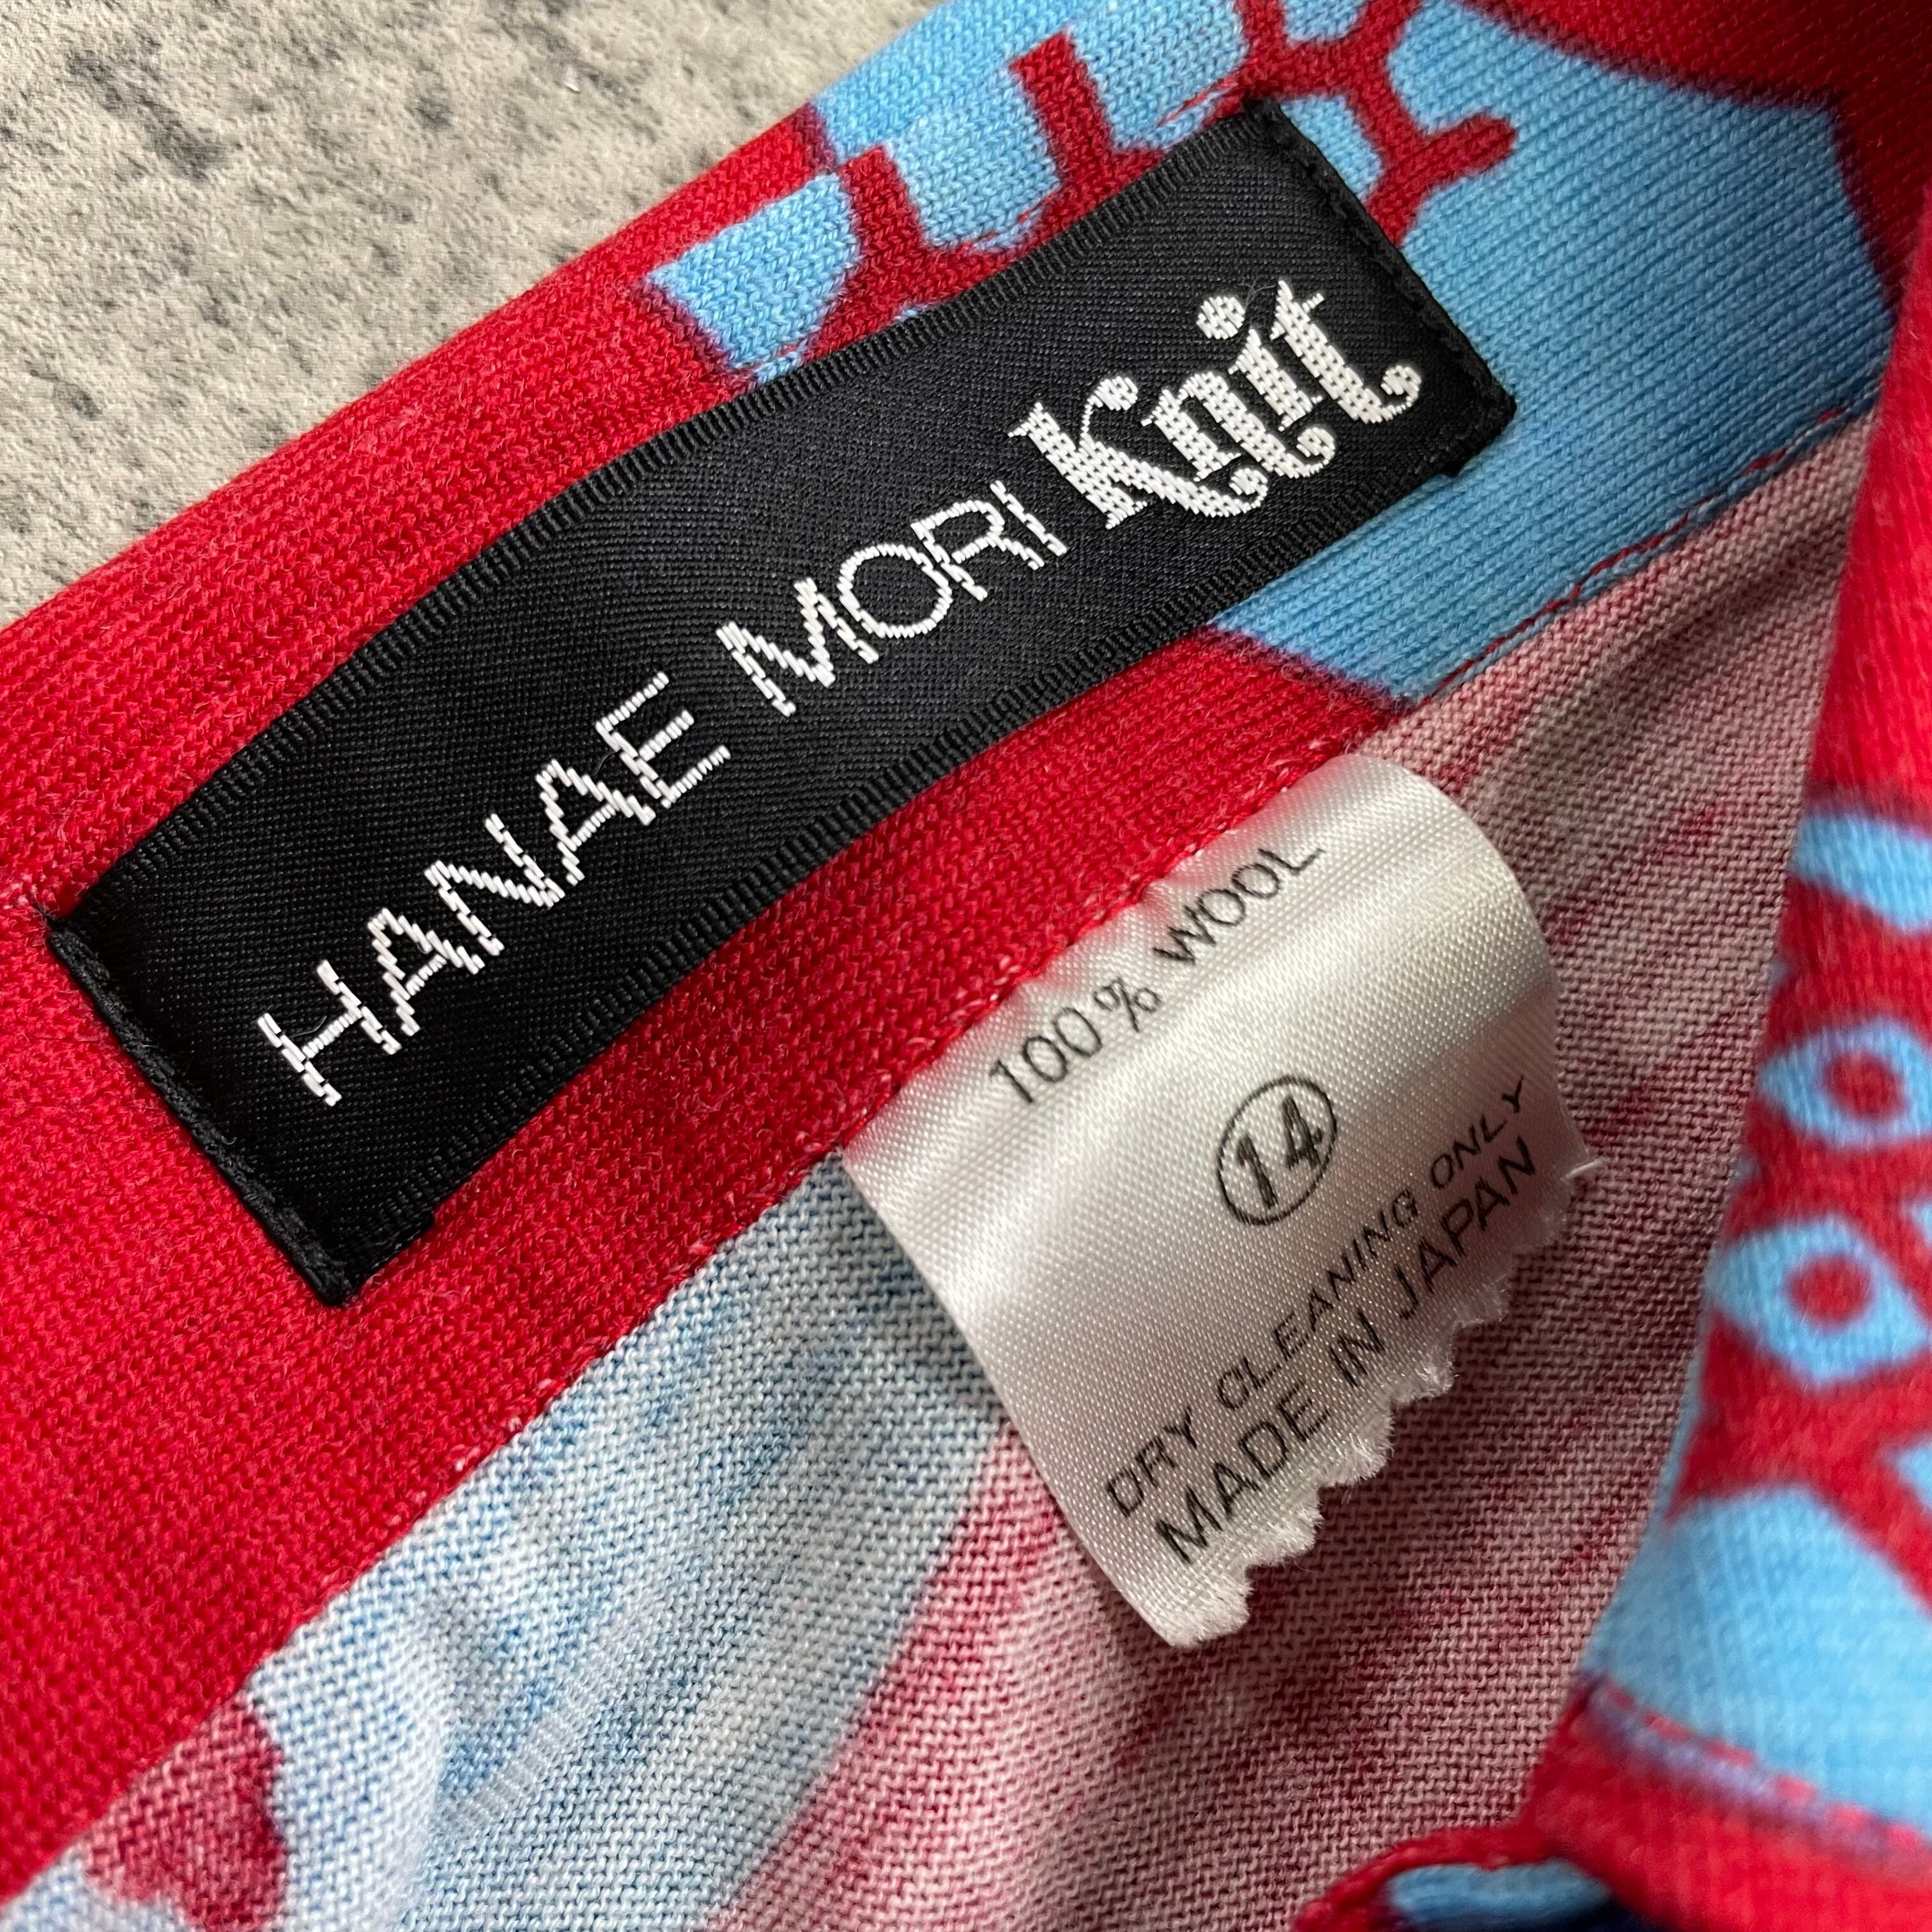 HANAE MORI Knit
100% WOOL
14
DRY CLEANING ONLY
MADE IN JAPAN